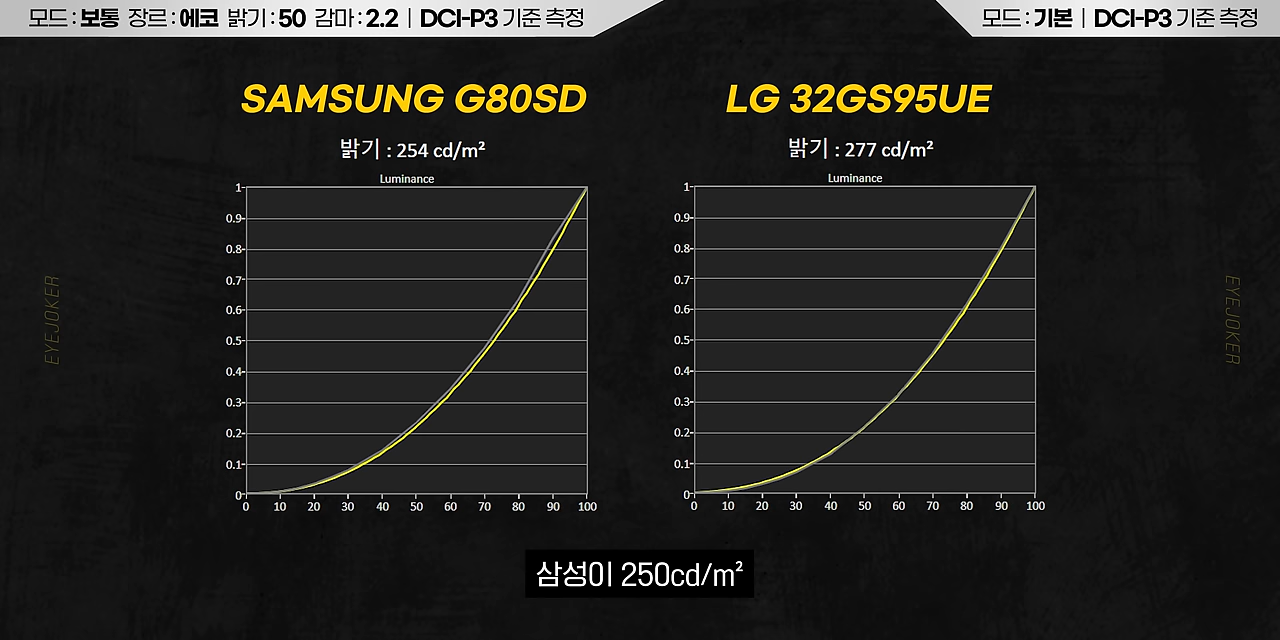 모드 : 보통 장르 : 에코 밝기 : 50 감마 : 2.2 | DCI-P3 기준 측정
모드 : 기본 | DCI-P3 기준 측정
SAMSUNG G80SD
밝기 : 254 cd/m²
Luminance
1
0.9
0.8
0.7
0.6
0.5
0.4
0.3
0.2
0.1
0
0 10 20 30 40 50 60 70 80 90 100
LG 32GS95UE
밝기 : 277 cd/m²
Luminance
1
0.9
0.8
0.7
0.6
0.5
0.4
0.3
0.2
0.1
0
0 10 20 30 40 50 60 70 80 90 100
EYEJOKER
EYEJOKER
삼성이 250cd/m²